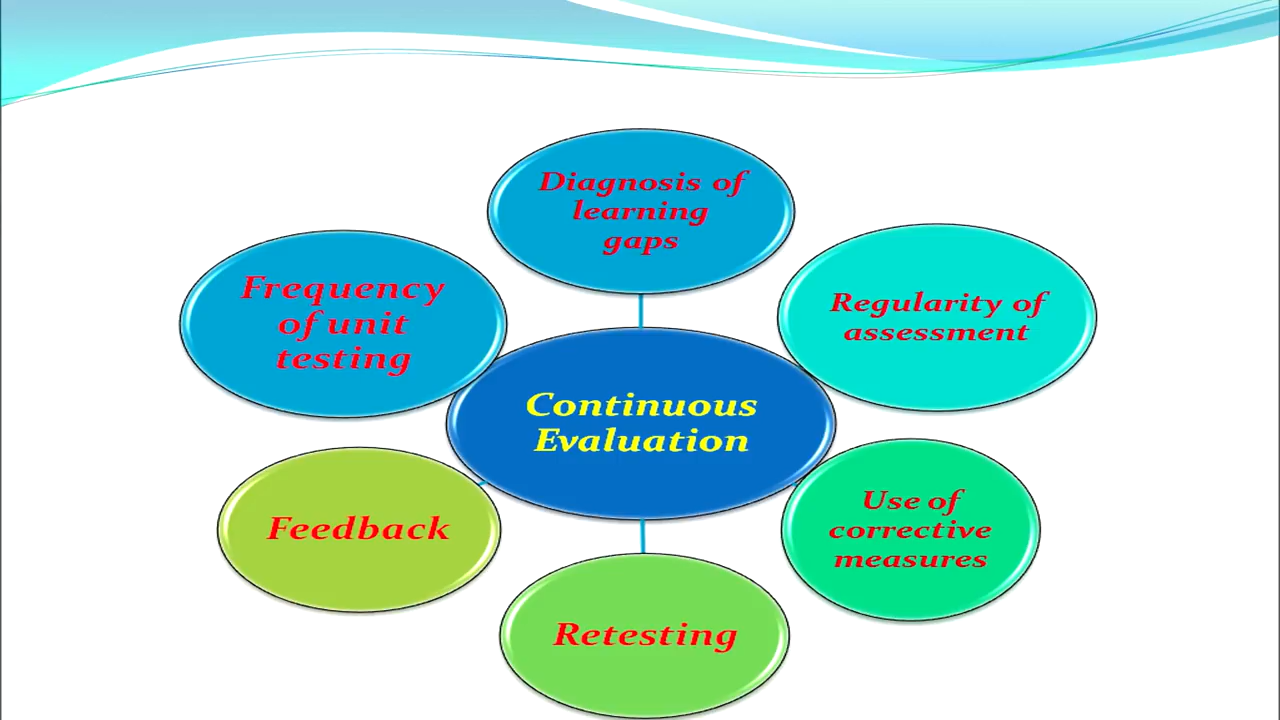 Diagnosis of
learning
gaps
Frequency
of unit
testing
Regularity of
assessment
Continuous
Evaluation
Feedback
Use of
corrective
measures
Retesting